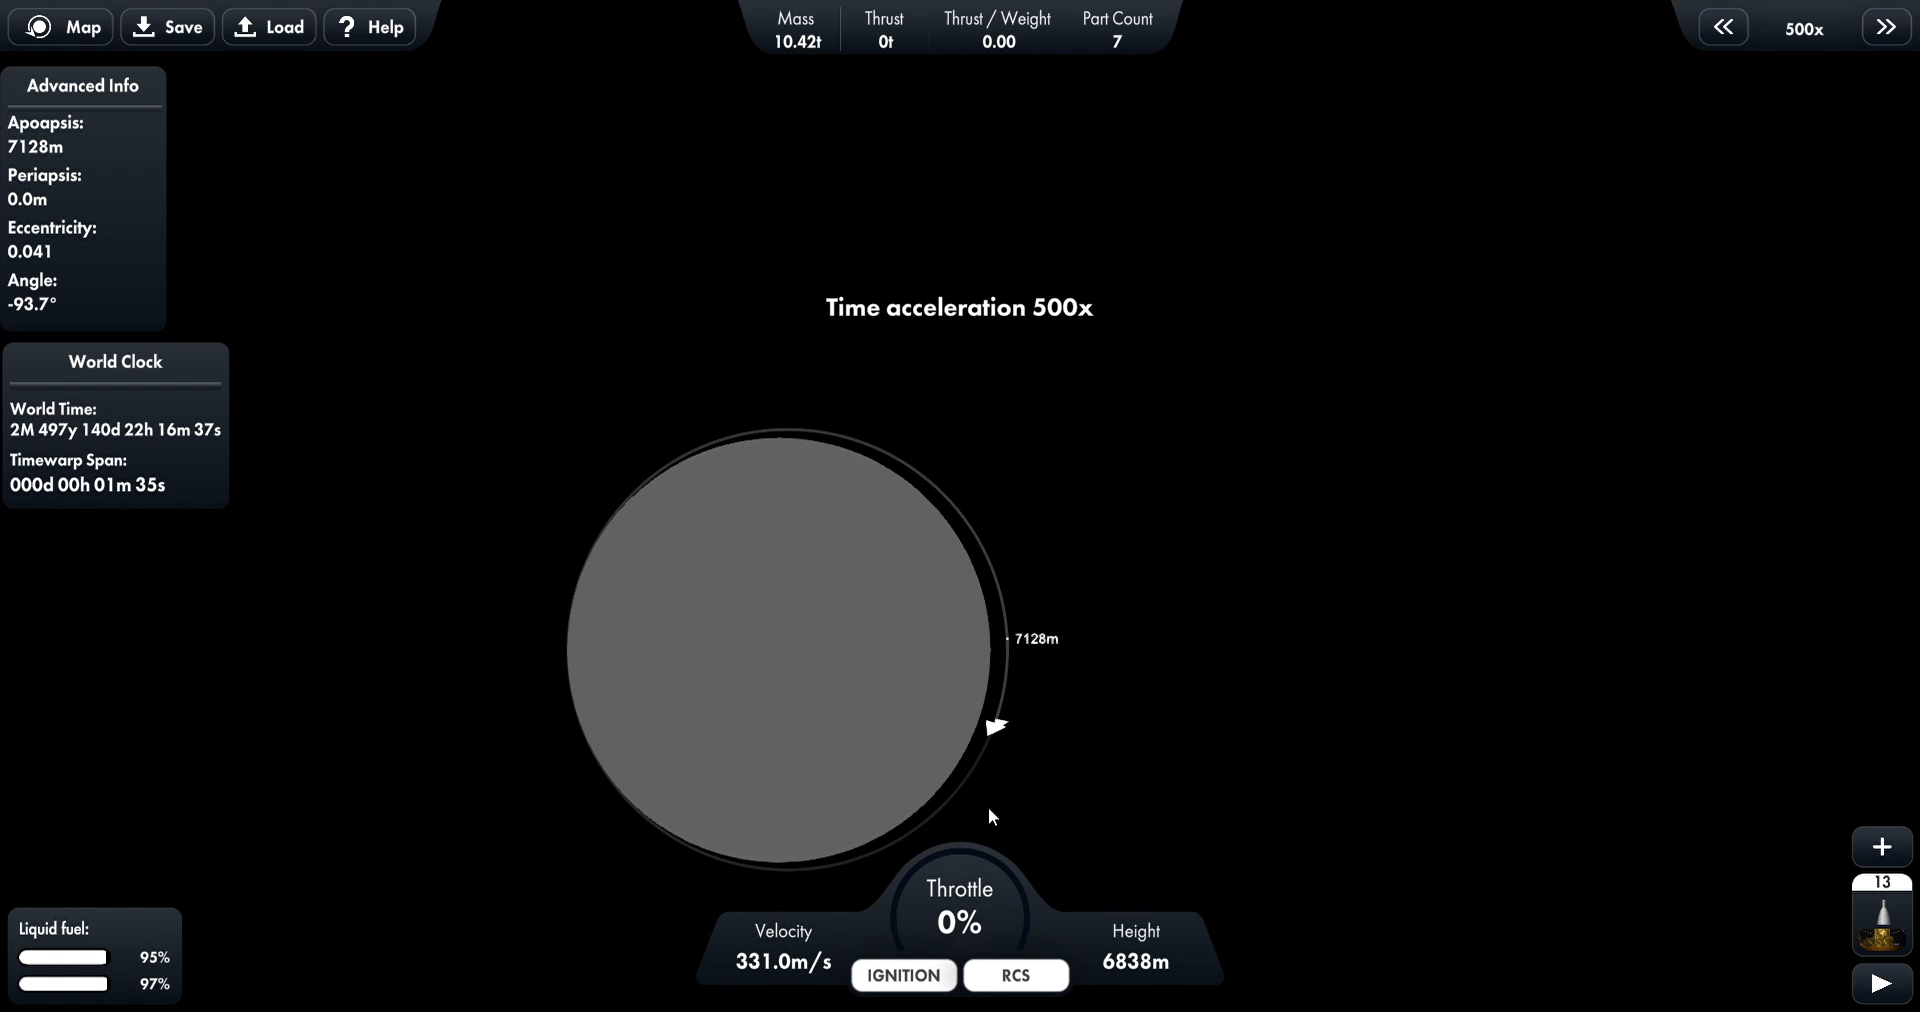 Map
Save
Load
Help
Mass
10.42t
Thrust
0t
Thrust / Weight
0.00
Part Count
7
500x
Advanced Info
Apoapsis:
7128m
Periapsis:
0.0m
Eccentricity:
0.041
Angle:
-93.7°
Time acceleration 500x
World Clock
World Time:
2M 497y 140d 22h 16m 37s
Timewarp Span:
000d 00h 01m 35s
7128m
13
Liquid fuel:
95%
97%
Throttle
0%
Velocity
331.0m/s
IGNITION
RCS
Height
6838m